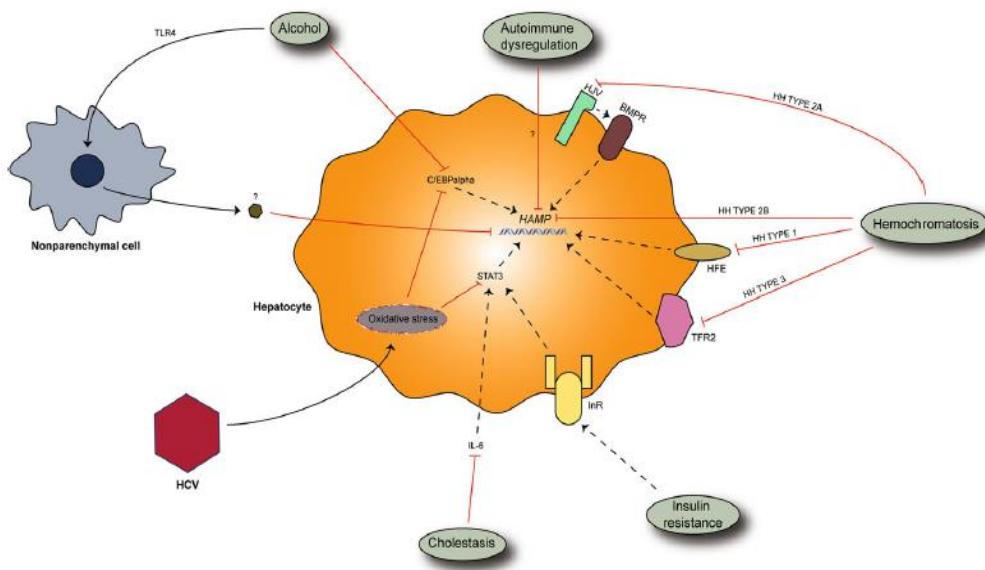 TLR4
Alcohol
Autoimmune
dysregulation
HJV
BMPR
HH TYPE 2A
?
C/EBPalpha
?
HAMP
HH TYPE 2B
Hemochromatosis
Nonparenchymal cell
HH TYPE 1
HFE
STAT3
HH TYPE 3
Hepatocyte
Oxidative stress
TFR2
InR
IL-6
HCV
Insulin
resistance
Cholestasis